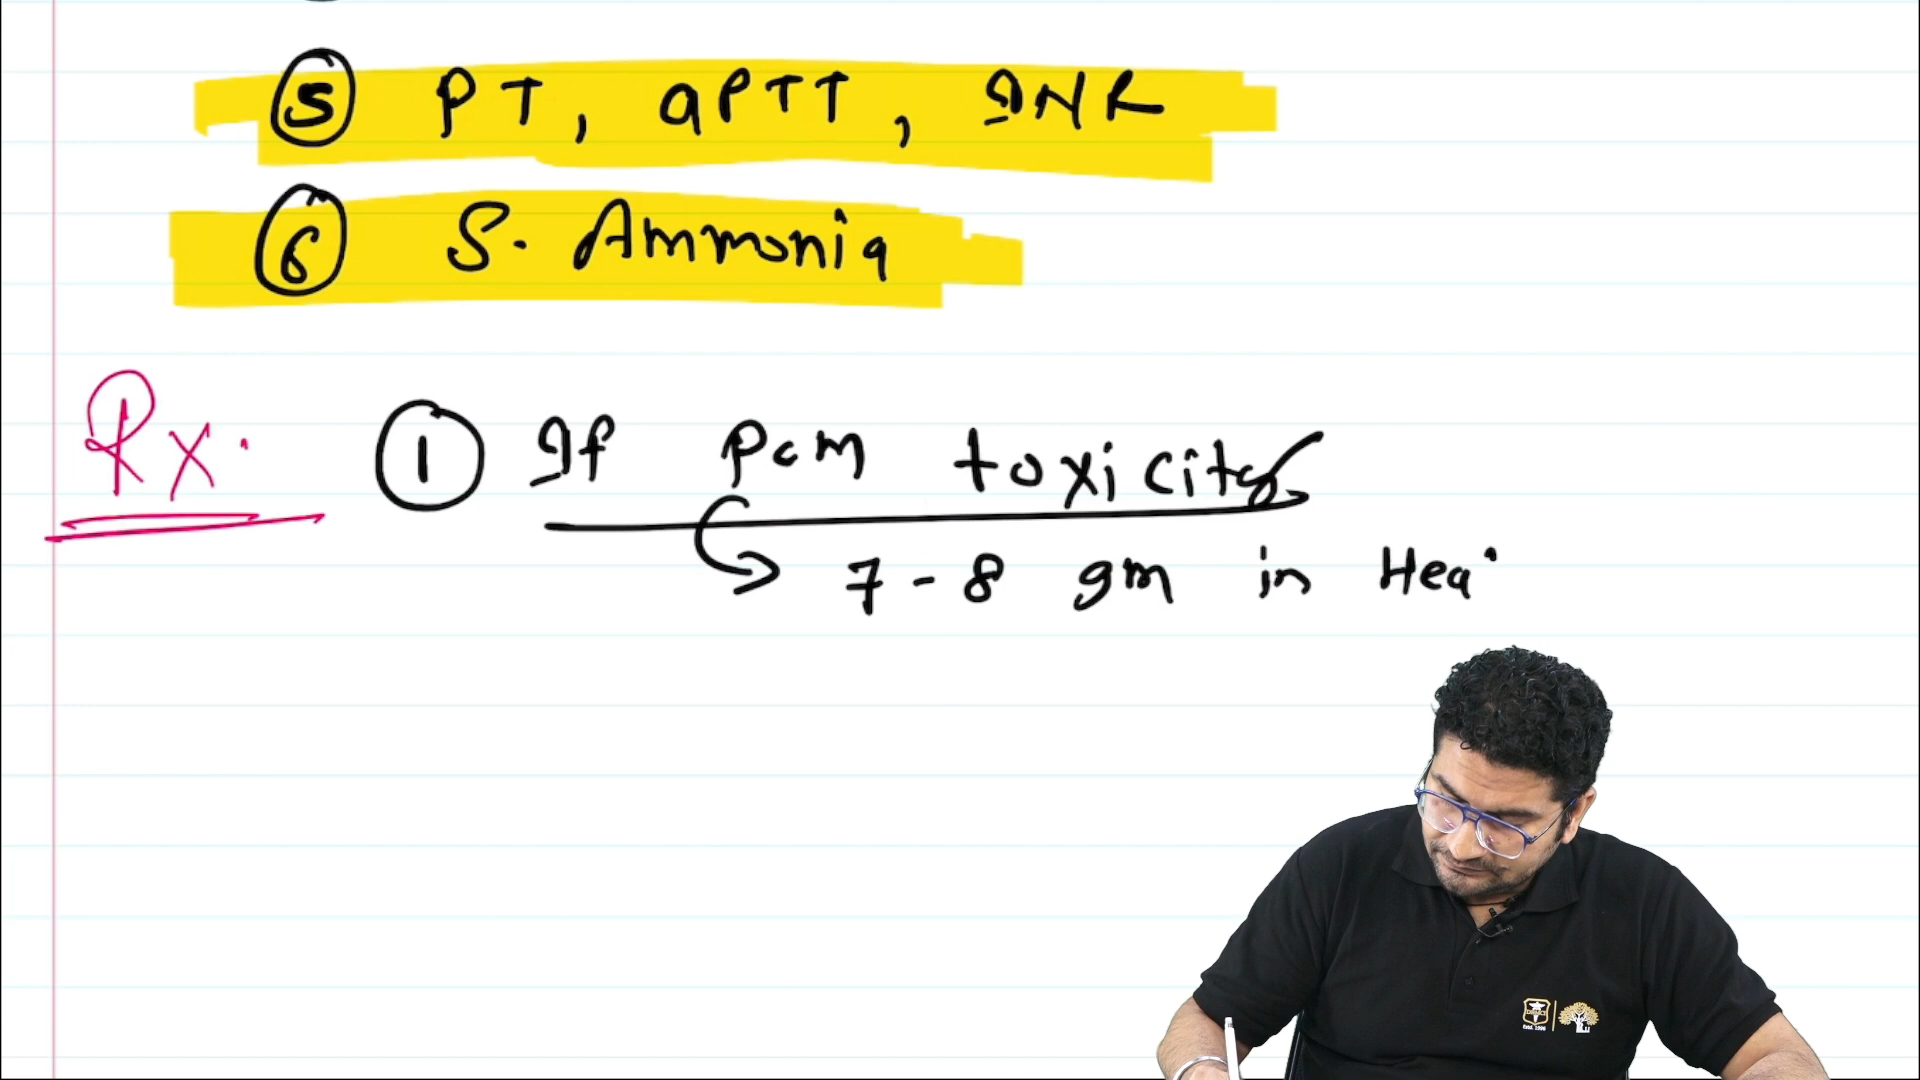 5 PT, aPTT, INR
6 S. Ammonia
Rx. 1 If Pcm toxicity
7-8 gm in Hea